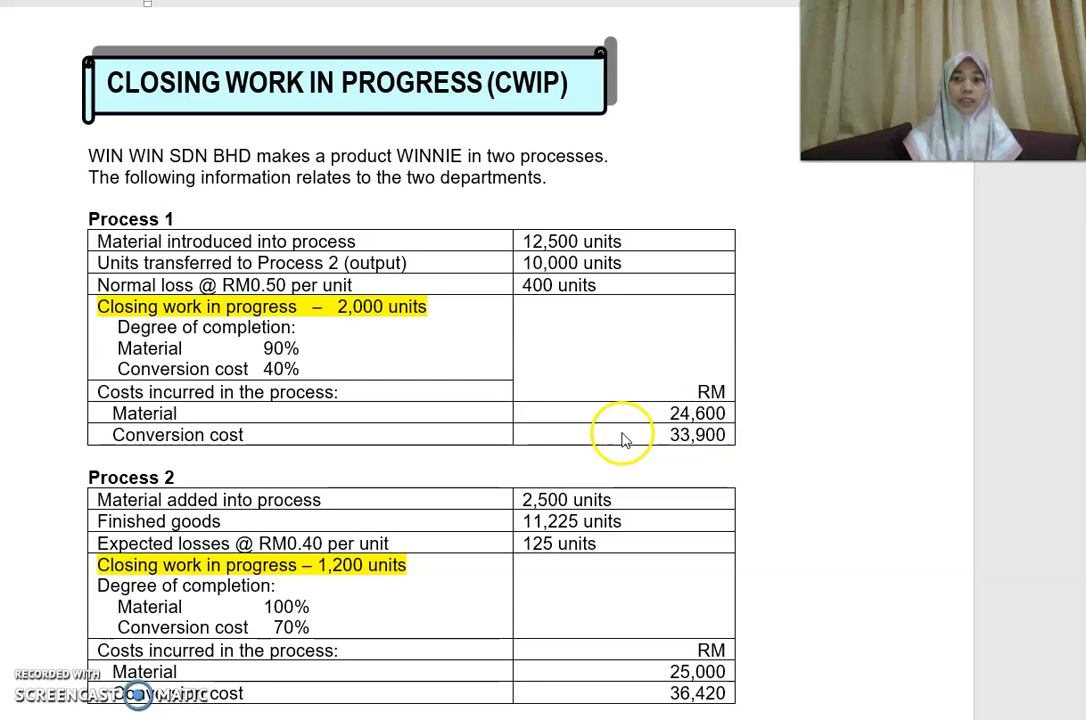 CLOSING WORK IN PROGRESS (CWIP)
WIN WIN SDN BHD makes a product WINNIE in two processes.
The following information relates to the two departments.
Process 1
Material introduced into process 12,500 units
Units transferred to Process 2 (output) 10,000 units
Normal loss @ RM0.50 per unit 400 units
Closing work in progress – 2,000 units
Degree of completion:
Material 90%
Conversion cost 40%
Costs incurred in the process: RM
Material 24,600
Conversion cost 33,900
Process 2
Material added into process 2,500 units
Finished goods 11,225 units
Expected losses @ RM0.40 per unit 125 units
Closing work in progress – 1,200 units
Degree of completion:
Material 100%
Conversion cost 70%
Costs incurred in the process: RM
RECORDED WITH
Material 25,000
SCREENCAST MATIC
Conversion cost 36,420